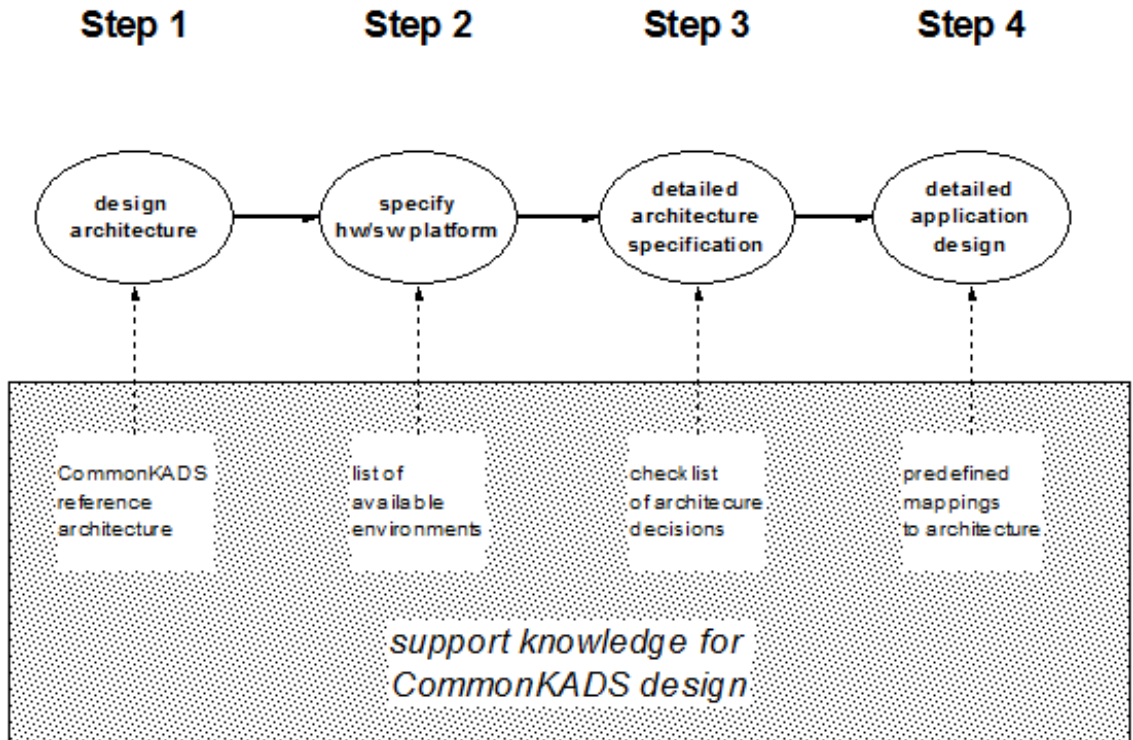 Step 1
Step 2
Step 3
Step 4
design
architecture
specify
hw/sw platform
detailed
architecture
specification
detailed
application
design
CommonKADS
reference
architecture
list of
available
environments
checklist
of architecure
decisions
predefined
mappings
to architecture
support knowledge for
CommonKADS design